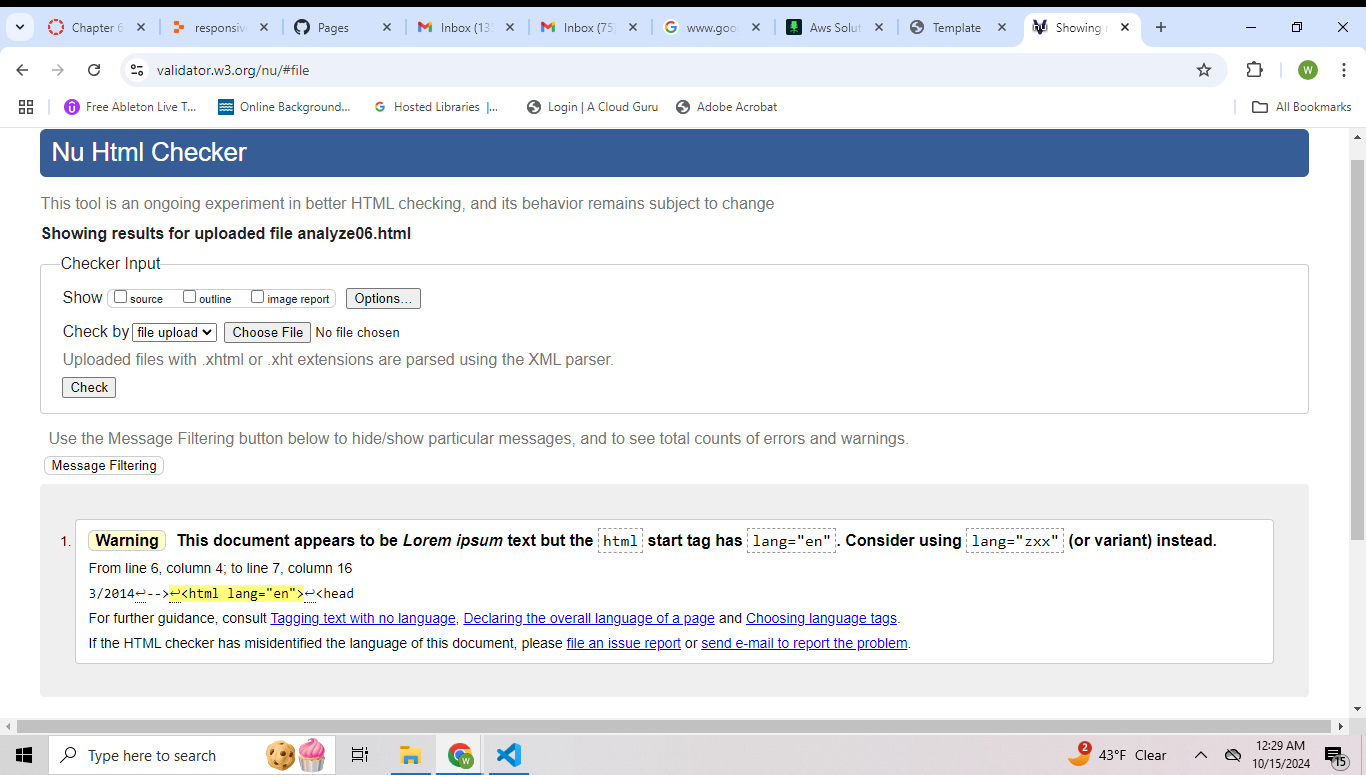 Chapter 6
responsiv
Pages
Inbox (13
Inbox (75)
www.goo
Aws Solut
Template
Showing
validator.w3.org/nu/#file
W
Free Ableton Live T...
Online Background...
Hosted Libraries |...
Login | A Cloud Guru
Adobe Acrobat
All Bookmarks
Nu Html Checker
This tool is an ongoing experiment in better HTML checking, and its behavior remains subject to change
Showing results for uploaded file analyze06.html
Checker Input
Show source outline image report Options...
Check by file upload Choose File No file chosen
Uploaded files with .xhtml or .xht extensions are parsed using the XML parser.
Check
Use the Message Filtering button below to hide/show particular messages, and to see total counts of errors and warnings.
Message Filtering
1. Warning This document appears to be Lorem ipsum text but the html start tag has lang="en". Consider using lang="zxx" (or variant) instead.
From line 6, column 4; to line 7, column 16
3/2014↩-->↩<html lang="en">↩<head
For further guidance, consult Tagging text with no language, Declaring the overall language of a page and Choosing language tags.
If the HTML checker has misidentified the language of this document, please file an issue report or send e-mail to report the problem.
Type here to search
W
2
43°F Clear
12:29 AM
10/15/2024
15